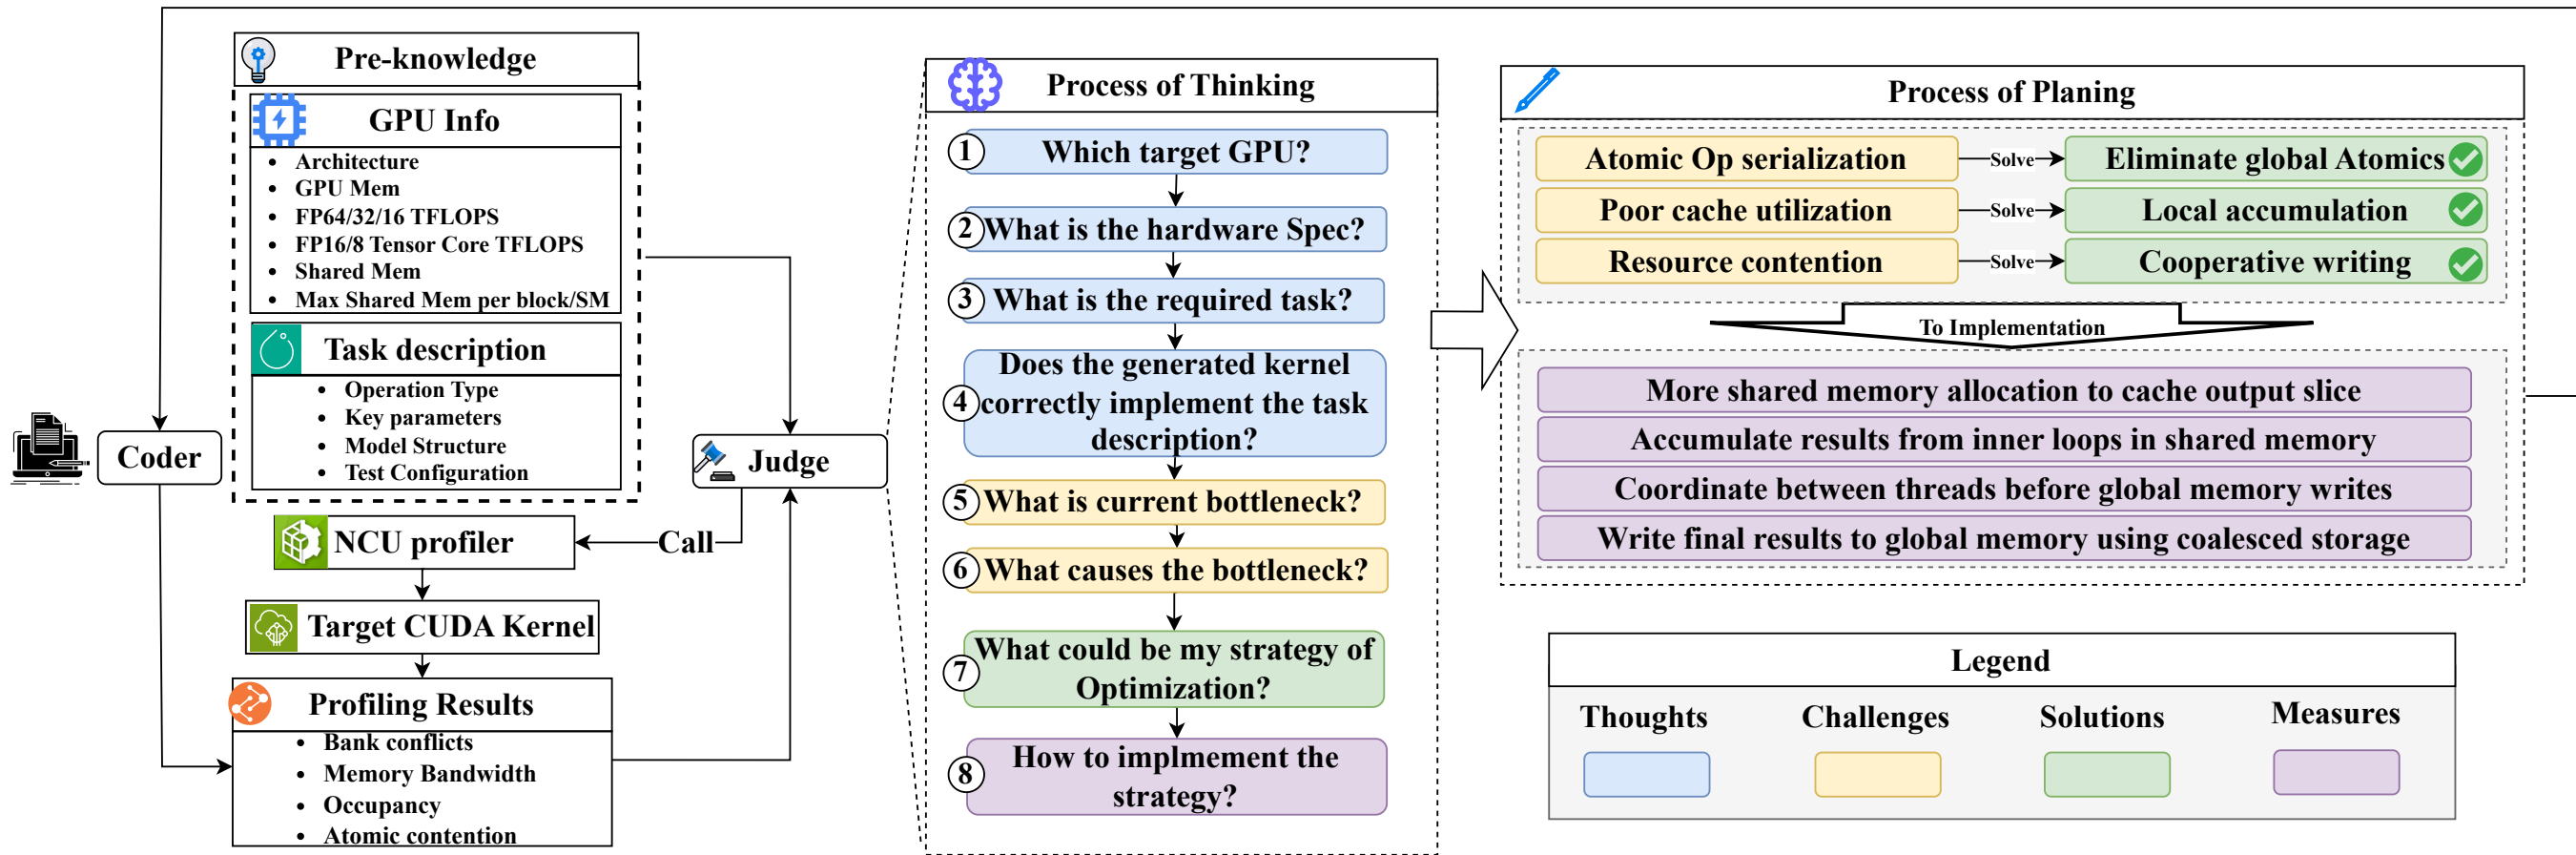 Pre-knowledge
GPU Info
Architecture
GPU Mem
FP64/32/16 TFLOPS
FP16/8 Tensor Core TFLOPS
Shared Mem
Max Shared Mem per block/SM
Task description
Operation Type
Key parameters
Model Structure
Test Configuration
Coder
Judge
Call
NCU profiler
Target CUDA Kernel
Profiling Results
Bank conflicts
Memory Bandwidth
Occupancy
Atomic contention
Process of Thinking
1 Which target GPU?
2 What is the hardware Spec?
3 What is the required task?
4 Does the generated kernel
correctly implement the task
description?
5 What is current bottleneck?
6 What causes the bottleneck?
7 What could be my strategy of
Optimization?
8 How to implmement the
strategy?
Process of Planing
Atomic Op serialization Solve Eliminate global Atomics
Poor cache utilization Solve Local accumulation
Resource contention Solve Cooperative writing
To Implementation
More shared memory allocation to cache output slice
Accumulate results from inner loops in shared memory
Coordinate between threads before global memory writes
Write final results to global memory using coalesced storage
Legend
Thoughts Challenges Solutions Measures